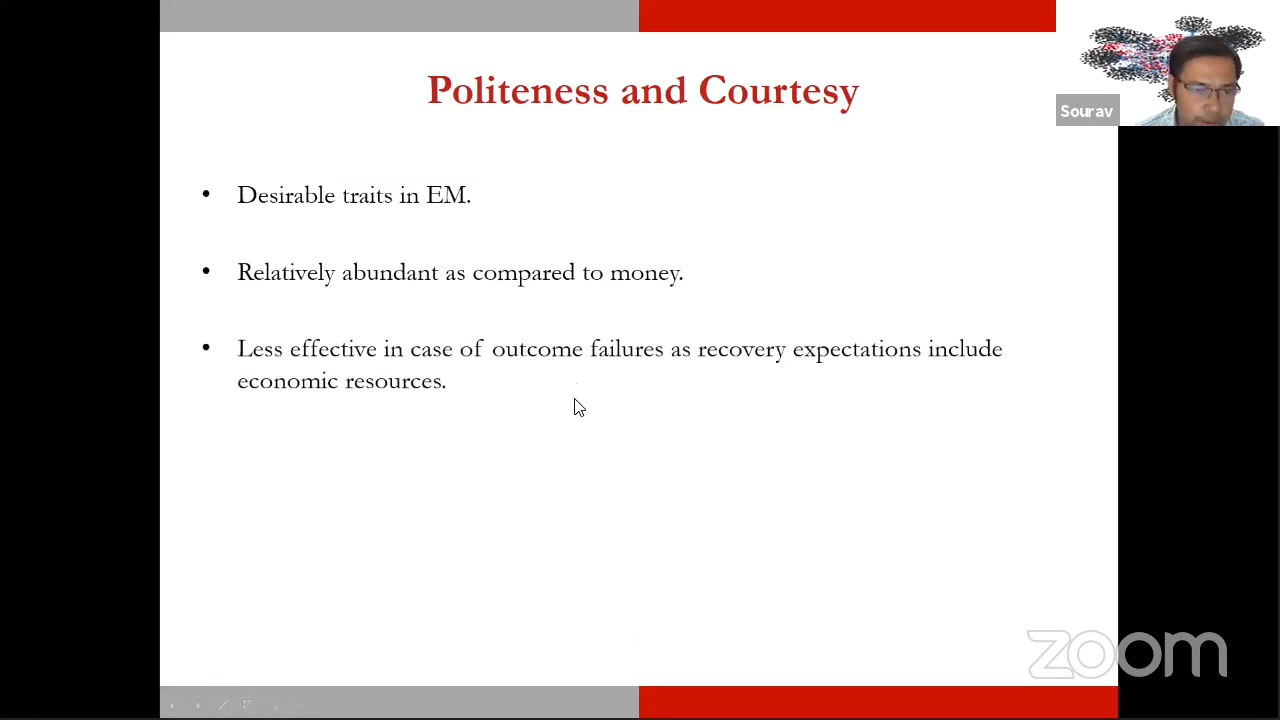 Politeness and Courtesy
Sourav
• Desirable traits in EM.
• Relatively abundant as compared to money.
• Less effective in case of outcome failures as recovery expectations include
economic resources.
zoom